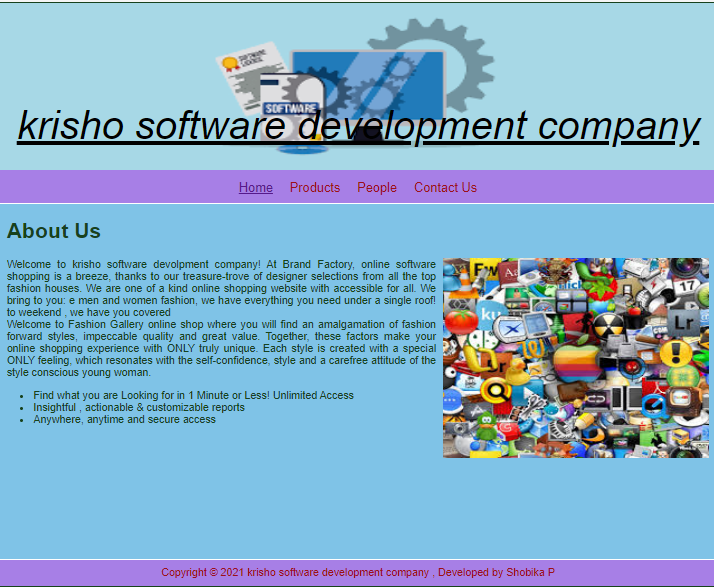 SOFTWARE LICENSE
SOFTWARE
krisho software development company
Home Products People Contact Us
About Us
Welcome to krisho software devolpment company! At Brand Factory, online software
shopping is a breeze, thanks to our treasure-trove of designer selections from all the top
fashion houses. We are one of a kind online shopping website with accessible for all. We
bring to you: e men and women fashion, we have everything you need under a single roof!
to weekend , we have you covered
Welcome to Fashion Gallery online shop where you will find an amalgamation of fashion
forward styles, impeccable quality and great value. Together, these factors make your
online shopping experience with ONLY truly unique. Each style is created with a special
ONLY feeling, which resonates with the self-confidence, style and a carefree attitude of the
style conscious young woman.
Find what you are Looking for in 1 Minute or Less! Unlimited Access
Insightful , actionable & customizable reports
Anywhere, anytime and secure access
Fw
Aa
17
ku
Lr
Copyright © 2021 krisho software development company , Developed by Shobika P